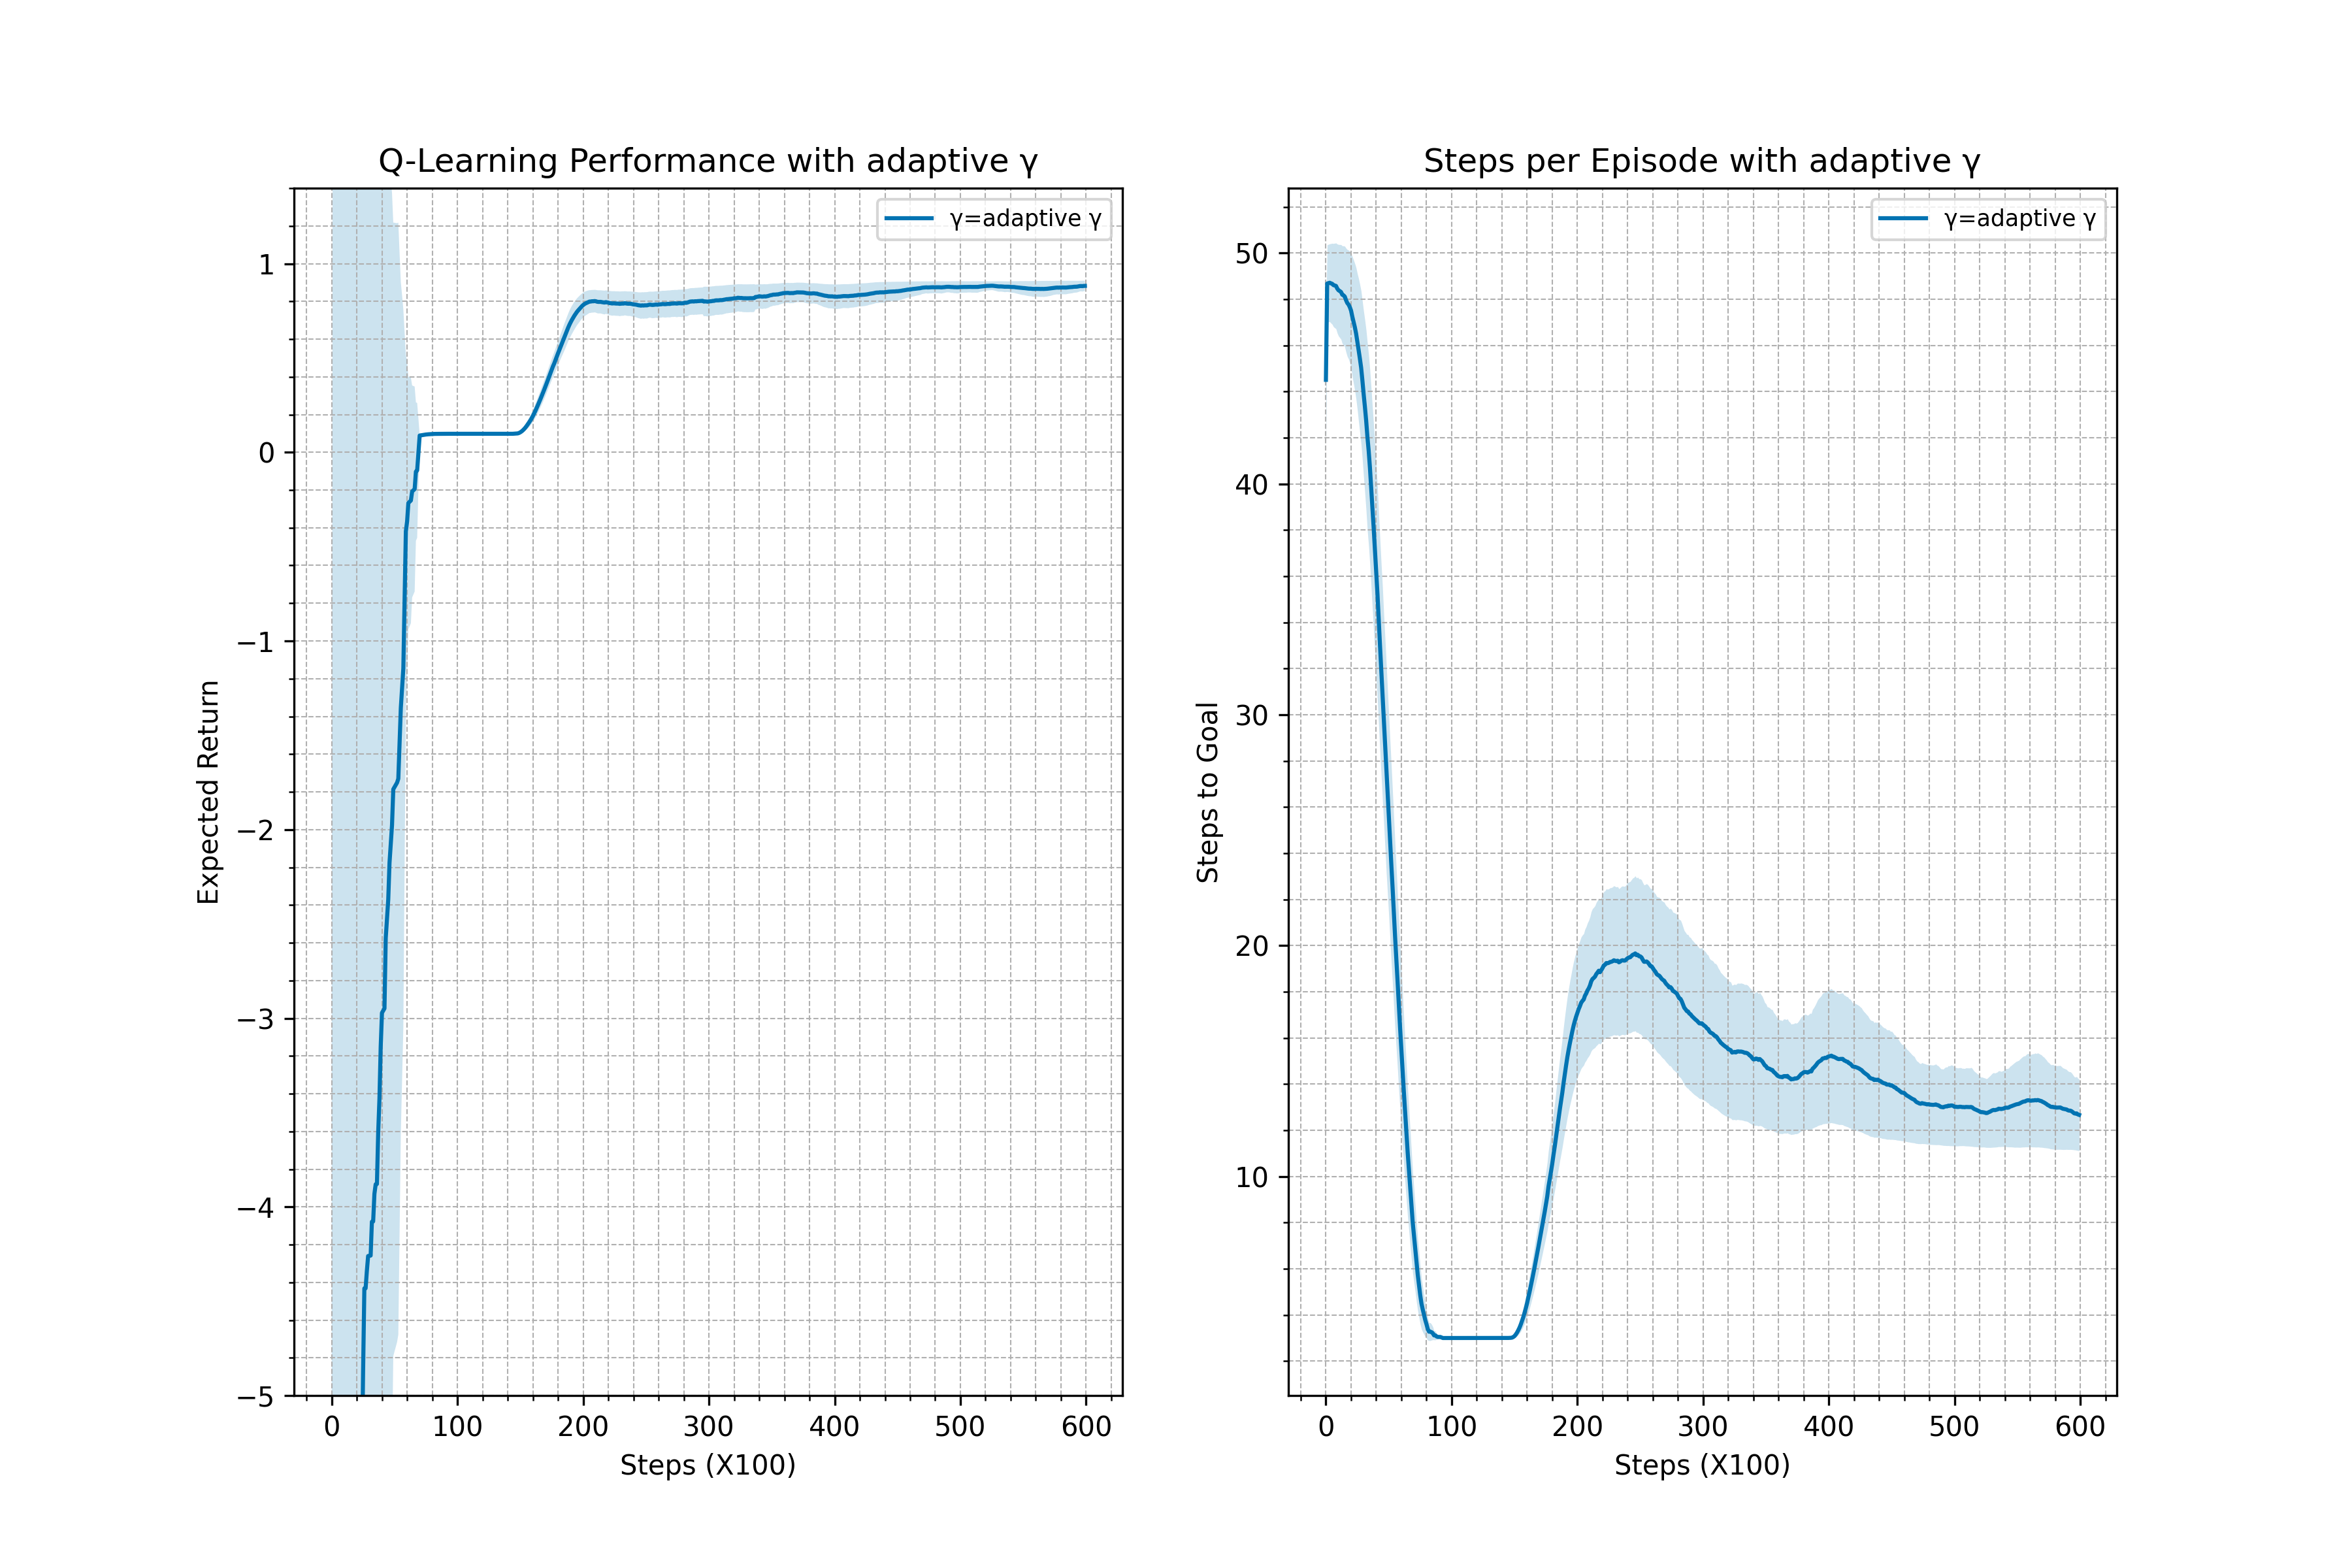 Q-Learning Performance with adaptive γ
γ=adaptive γ
1
0
−1
−2
−3
−4
−5
Expected Return
0 100 200 300 400 500 600
Steps (X100)
Steps per Episode with adaptive γ
γ=adaptive γ
50
40
30
20
10
Steps to Goal
0 100 200 300 400 500 600
Steps (X100)